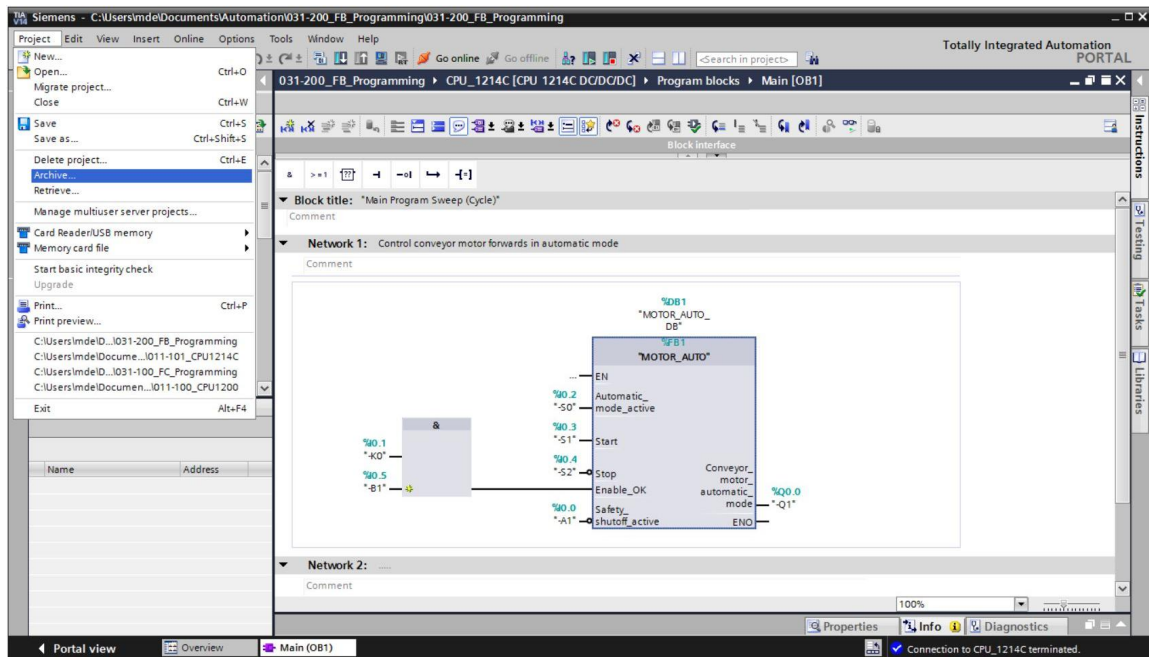 Siemens - C:\Users\mde\Documents\Automation\031-200_FB_Programming\031-200_FB_Programming
Project Edit View Insert Online Options Tools Window Help
Totally Integrated Automation
PORTAL
Go online Go offline <Search in project>
New...
Open... Ctrl+O
Migrate project...
Close Ctrl+W
Save Ctrl+S
Save as... Ctrl+Shift+S
Delete project... Ctrl+E
Archive...
Retrieve...
Manage multiuser server projects...
Card Reader/USB memory
Memory card file
Start basic integrity check
Upgrade
Print... Ctrl+P
Print preview...
C:\Users\mde\D...\031-200_FB_Programming
C:\Users\mde\Docume...\011-101_CPU1214C
C:\Users\mde\D...\031-100_FC_Programming
C:\Users\mde\Documen...\011-100_CPU1200
Exit Alt+F4
Name Address
031-200_FB_Programming CPU_1214C [CPU 1214C DC/DC/DC] Program blocks Main [OB1]
Block interface
& >=1 ??
Block title: "Main Program Sweep (Cycle)"
Comment
Network 1: Control conveyor motor forwards in automatic mode
Comment
%DB1
"MOTOR_AUTO_
DB"
%FB1
"MOTOR_AUTO"
... EN
%I0.2
"-S0"
Automatic_
mode_active
%I0.3
"-S1" Start
%I0.4
"-S2" Stop
&
%I0.1
"-K0"
%I0.5
"-B1"
Enable_OK
%I0.0
"-A1"
Safety_
shutoff_active
Conveyor_
motor_
automatic_
mode
%Q0.0
"-Q1"
ENO
Network 2: .....
Comment
100%
Properties Info Diagnostics
Instructions
Testing
Tasks
Libraries
Portal view Overview Main (OB1) Connection to CPU_1214C terminated.